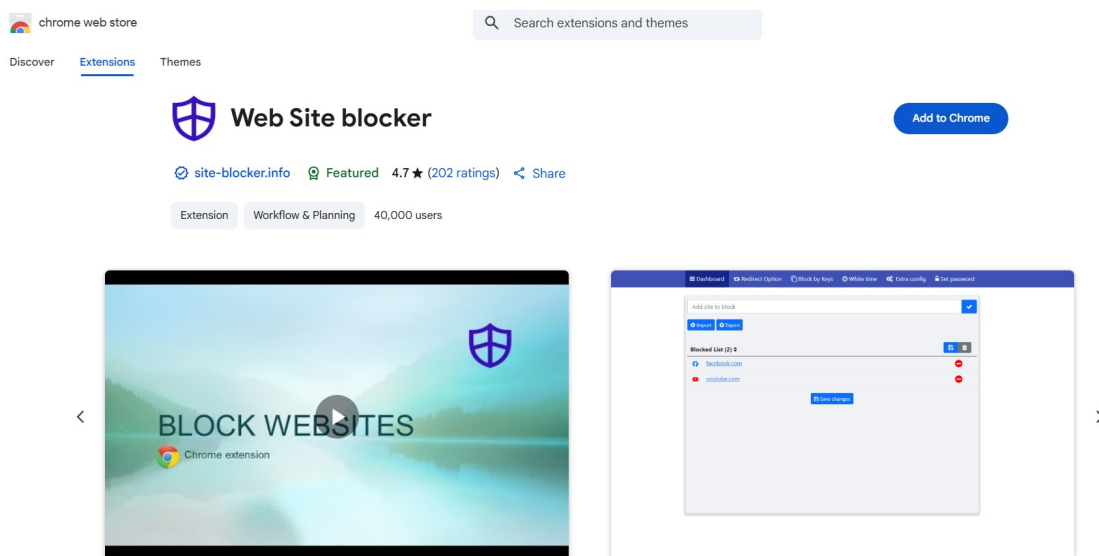 chrome web store
Search extensions and themes
Discover Extensions Themes
Web Site blocker
Add to Chrome
site-blocker.info Featured 4.7 ★ (202 ratings) Share
Extension Workflow & Planning 40,000 users
BLOCK WEBSITES
Chrome extension
Dashboard Redirect Option Block by Keys White time Extra config Set password
Add site to block
Import Export
Blocked List (2)
facebook.com
youtube.com
Save changes